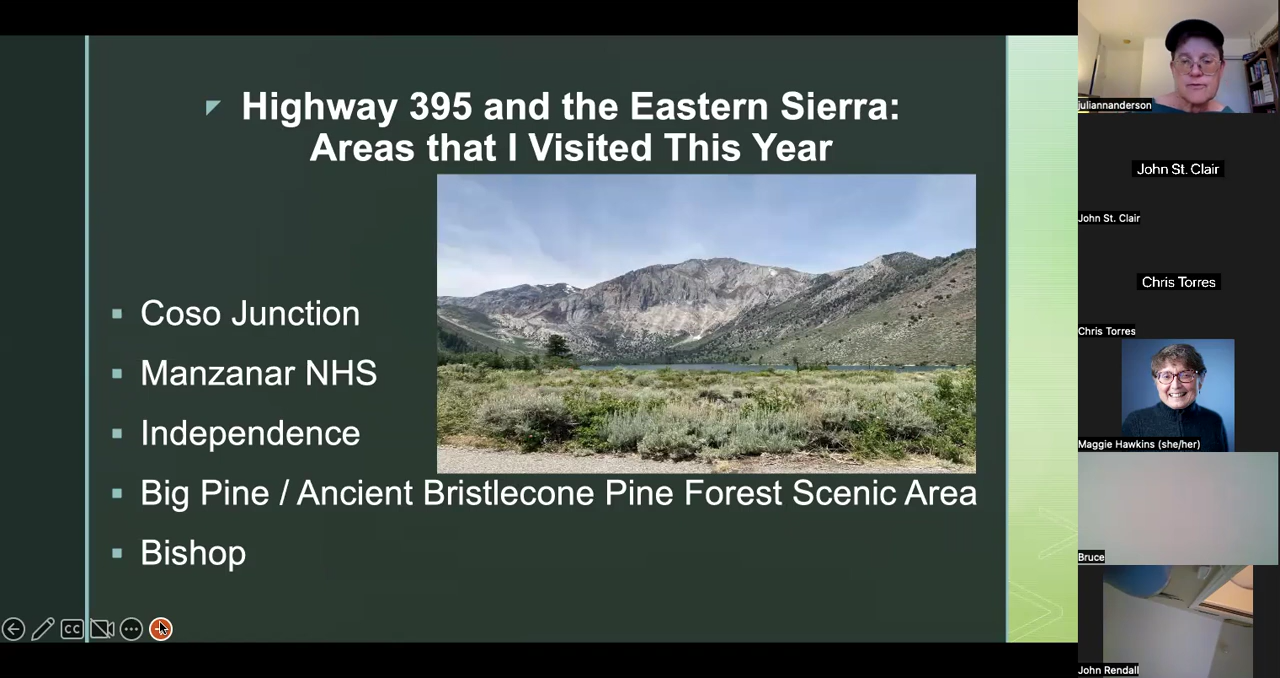 Highway 395 and the Eastern Sierra:
Areas that I Visited This Year
Coso Junction
Manzanar NHS
Independence
Big Pine / Ancient Bristlecone Pine Forest Scenic Area
Bishop
CC
juliannanderson
John St. Clair
John St. Clair
Chris Torres
Chris Torres
Maggie Hawkins (she/her)
Bruce
John Rendall